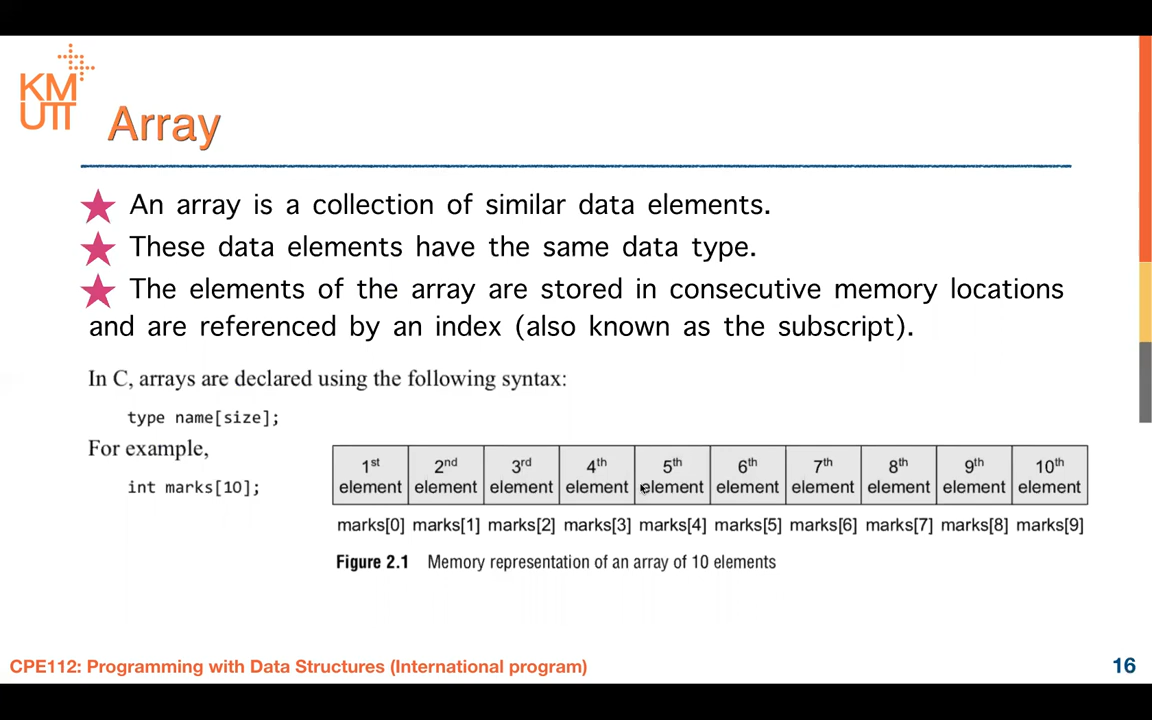 KM
UTT
Array
★ An array is a collection of similar data elements.
★ These data elements have the same data type.
★ The elements of the array are stored in consecutive memory locations
and are referenced by an index (also known as the subscript).
In C, arrays are declared using the following syntax:
type name[size];
For example,
int marks[10];
1st element 2nd element 3rd element 4th element 5th element 6th element 7th element 8th element 9th element 10th element
marks[0] marks[1] marks[2] marks[3] marks[4] marks[5] marks[6] marks[7] marks[8] marks[9]
Figure 2.1 Memory representation of an array of 10 elements
CPE112: Programming with Data Structures (International program) 16